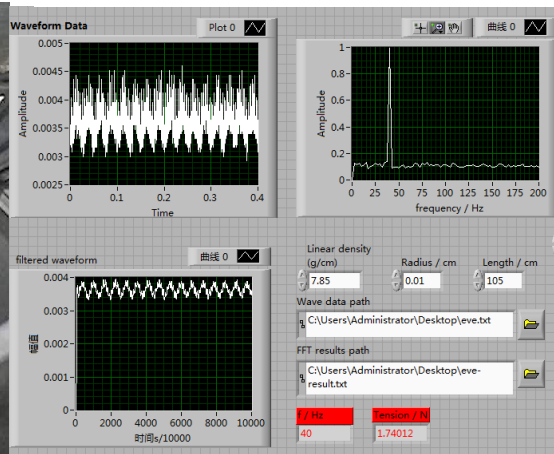 Waveform Data
Plot 0
0.005
0.0045
0.004
0.0035
0.003
0.0025
Amplitude
0
0.1
0.2
0.3
0.4
Time
曲线 0
1
0.8
0.6
0.4
0.2
0
Amplitude
0
25
50
75
100
125
150
175
200
frequency / Hz
filtered waveform
曲线 0
0.004
0.003
0.002
0.001
0
幅值
0
2000
4000
6000
8000
10000
时间s/10000
Linear density
(g/cm)
Radius / cm
Length / cm
7.85
0.01
105
Wave data path
C:\Users\Administrator\Desktop\eve.txt
FFT results path
C:\Users\Administrator\Desktop\eve-
result.txt
f / Hz
Tension / N
40
1.74012